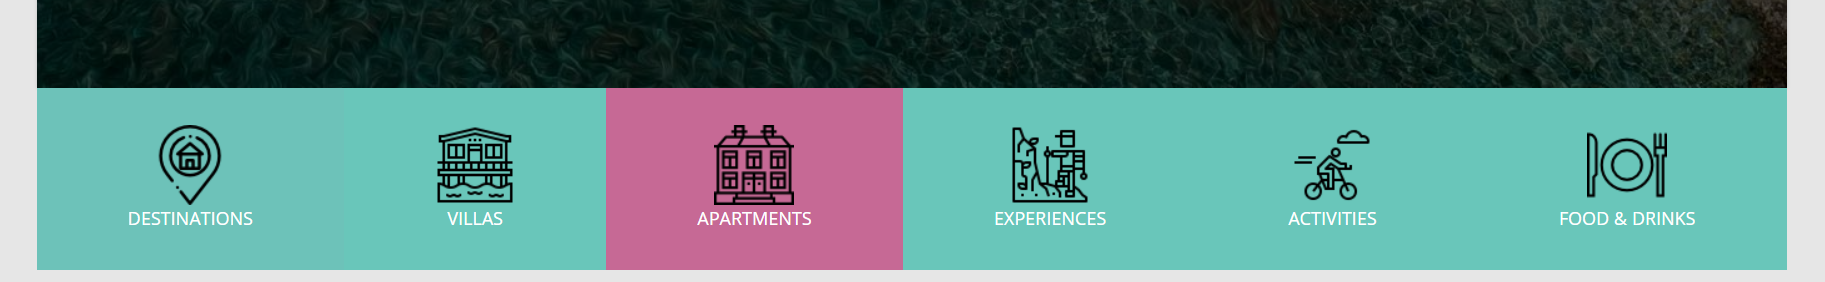 DESTINATIONS
VILLAS
APARTMENTS
EXPERIENCES
ACTIVITIES
FOOD & DRINKS